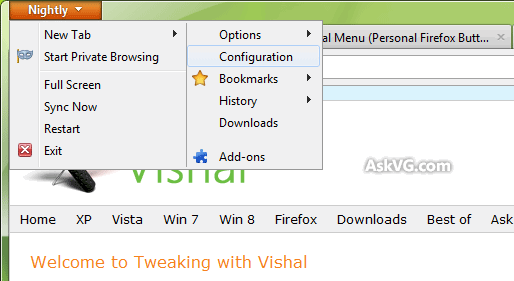 Nightly
New Tab
Start Private Browsing
Full Screen
Sync Now
Restart
Exit
Options
Configuration
Bookmarks
History
Downloads
Add-ons
al Menu (Personal Firefox Butt...
Vishal
AskVG.com
Home XP Vista Win 7 Win 8 Firefox Downloads Best of Ask
Welcome to Tweaking with Vishal